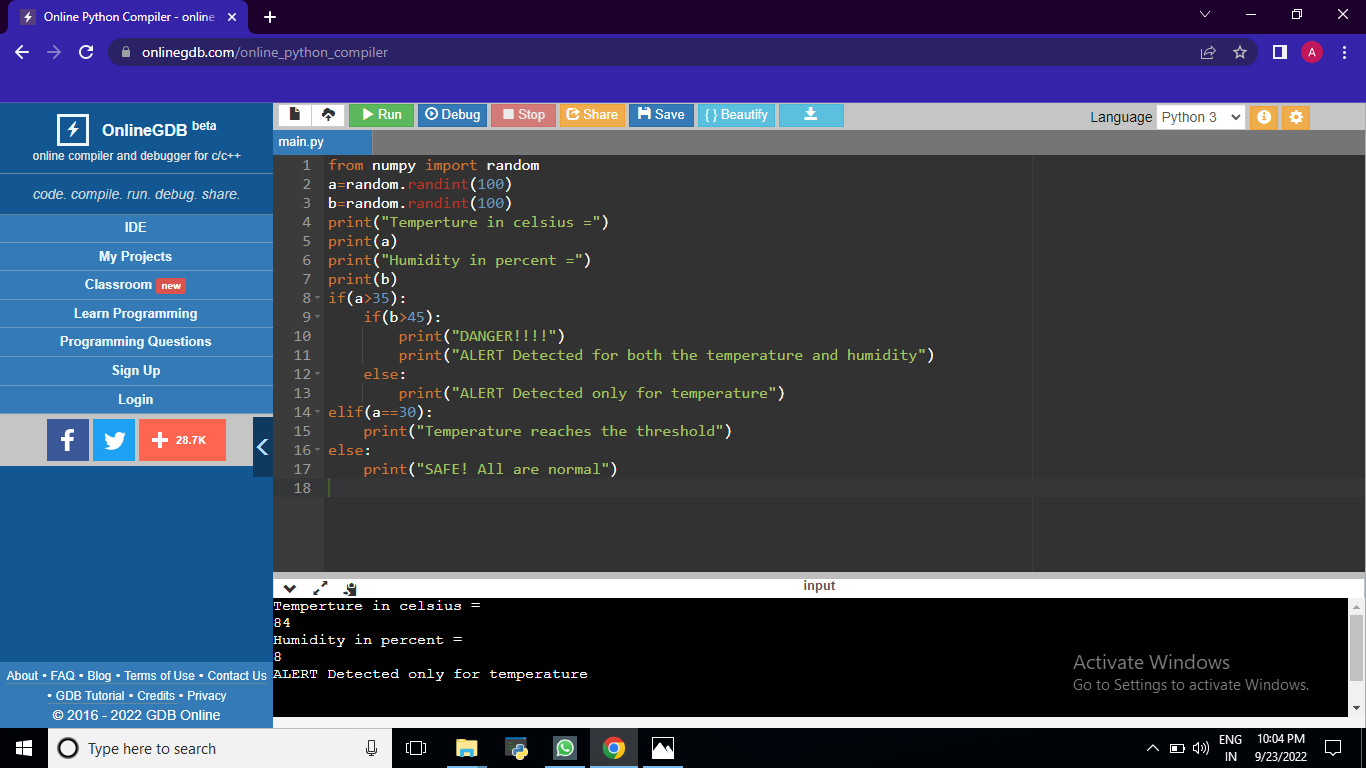 Online Python Compiler - online
onlinegdb.com/online_python_compiler
A
OnlineGDB beta
online compiler and debugger for c/c++
code. compile. run. debug. share.
IDE
My Projects
Classroom new
Learn Programming
Programming Questions
Sign Up
Login
28.7K
About • FAQ • Blog • Terms of Use • Contact Us
• GDB Tutorial • Credits • Privacy
© 2016 - 2022 GDB Online
Run Debug Stop Share Save { } Beautify
Language Python 3
main.py
1 from numpy import random
2 a=random.randint(100)
3 b=random.randint(100)
4 print("Temperture in celsius =")
5 print(a)
6 print("Humidity in percent =")
7 print(b)
8 if(a>35):
9 if(b>45):
10 print("DANGER!!!!")
11 print("ALERT Detected for both the temperature and humidity")
12 else:
13 print("ALERT Detected only for temperature")
14 elif(a==30):
15 print("Temperature reaches the threshold")
16 else:
17 print("SAFE! All are normal")
18
input
Temperture in celsius =
84
Humidity in percent =
8
ALERT Detected only for temperature
Activate Windows
Go to Settings to activate Windows.
Type here to search
ENG
IN
10:04 PM
9/23/2022